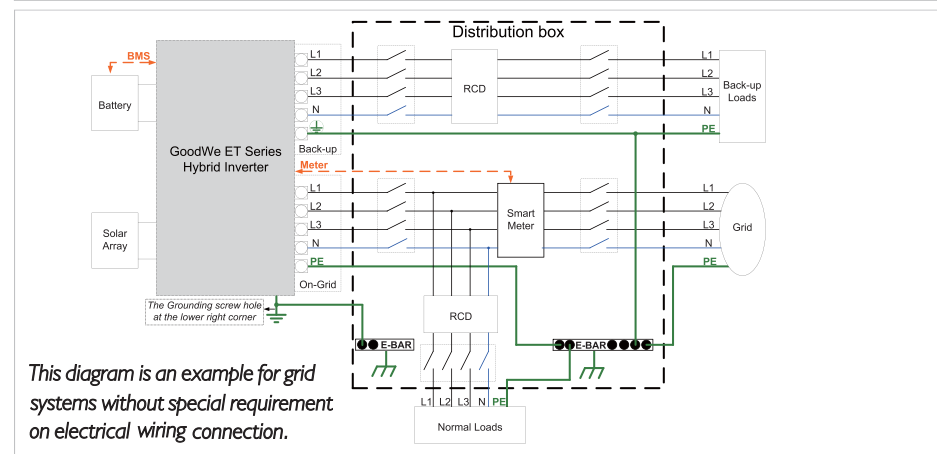 Distribution box
BMS
Battery
GoodWe ET Series
Hybrid Inverter
Solar
Array
L1
L2
L3
N
Back-up
RCD
L1
L2
L3
N
PE
Back-up
Loads
Meter
L1
L2
L3
N
PE
On-Grid
Smart
Meter
L1
L2
L3
N
PE
Grid
The Grounding screw hole
at the lower right corner
RCD
E-BAR
E-BAR
L1 L2 L3 N PE
Normal Loads
This diagram is an example for grid
systems without special requirement
on electrical wiring connection.